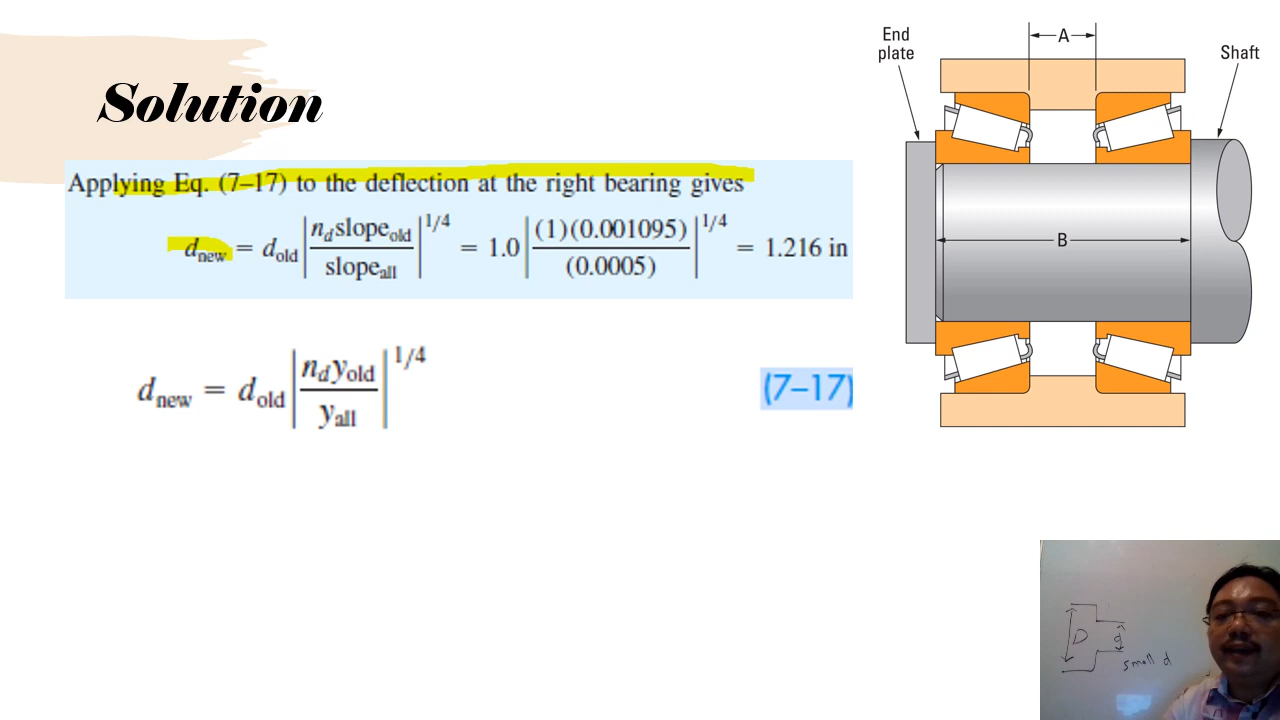 Solution
Applying Eq. (7–17) to the deflection at the right bearing gives
d_new = d_old |n_d slope_old / slope_all|^1/4 = 1.0 |(1)(0.001095) / (0.0005)|^1/4 = 1.216 in
d_new = d_old |n_d y_old / y_all|^1/4 (7–17)
End
plate
A
Shaft
B
D
d
small d